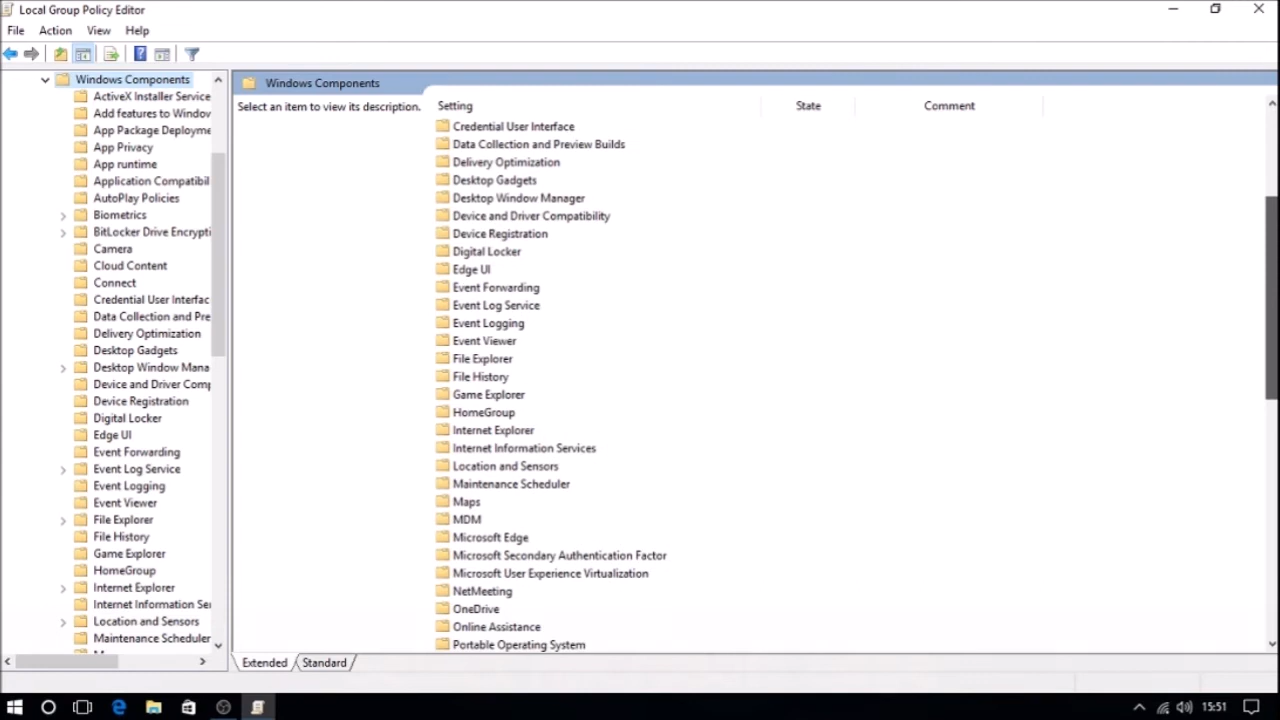 Local Group Policy Editor
File Action View Help
Windows Components
ActiveX Installer Service
Add features to Window
App Package Deployme
App Privacy
App runtime
Application Compatibil
AutoPlay Policies
Biometrics
BitLocker Drive Encrypti
Camera
Cloud Content
Connect
Credential User Interfac
Data Collection and Pre
Delivery Optimization
Desktop Gadgets
Desktop Window Mana
Device and Driver Comp
Device Registration
Digital Locker
Edge UI
Event Forwarding
Event Log Service
Event Logging
Event Viewer
File Explorer
File History
Game Explorer
HomeGroup
Internet Explorer
Internet Information Ser
Location and Sensors
Maintenance Scheduler
Windows Components
Select an item to view its description.
Setting State Comment
Credential User Interface
Data Collection and Preview Builds
Delivery Optimization
Desktop Gadgets
Desktop Window Manager
Device and Driver Compatibility
Device Registration
Digital Locker
Edge UI
Event Forwarding
Event Log Service
Event Logging
Event Viewer
File Explorer
File History
Game Explorer
HomeGroup
Internet Explorer
Internet Information Services
Location and Sensors
Maintenance Scheduler
Maps
MDM
Microsoft Edge
Microsoft Secondary Authentication Factor
Microsoft User Experience Virtualization
NetMeeting
OneDrive
Online Assistance
Portable Operating System
Extended Standard
15:51